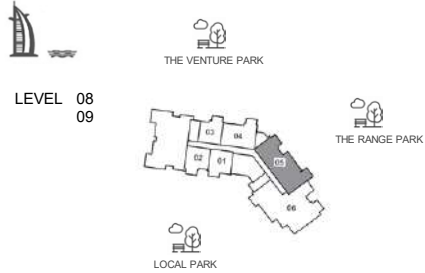 THE VENTURE PARK
LEVEL 08
09
THE RANGE PARK
03 04
05
02 01
06
LOCAL PARK